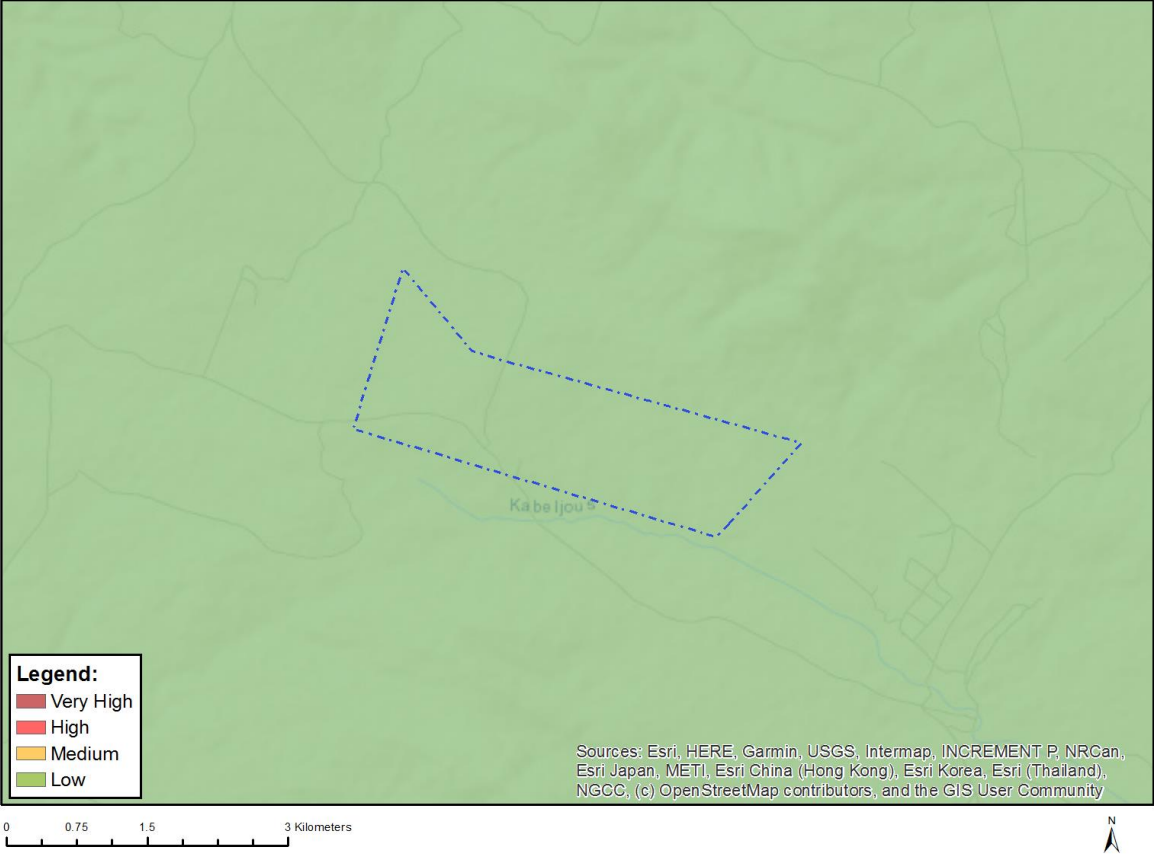 Kabeljous
Legend:
Very High
High
Medium
Low
Sources: Esri, HERE, Garmin, USGS, Intermap, INCREMENT P, NRCan,
Esri Japan, METI, Esri China (Hong Kong), Esri Korea, Esri (Thailand),
NGCC, (c) OpenStreetMap contributors, and the GIS User Community
0 0.75 1.5 3 Kilometers
N